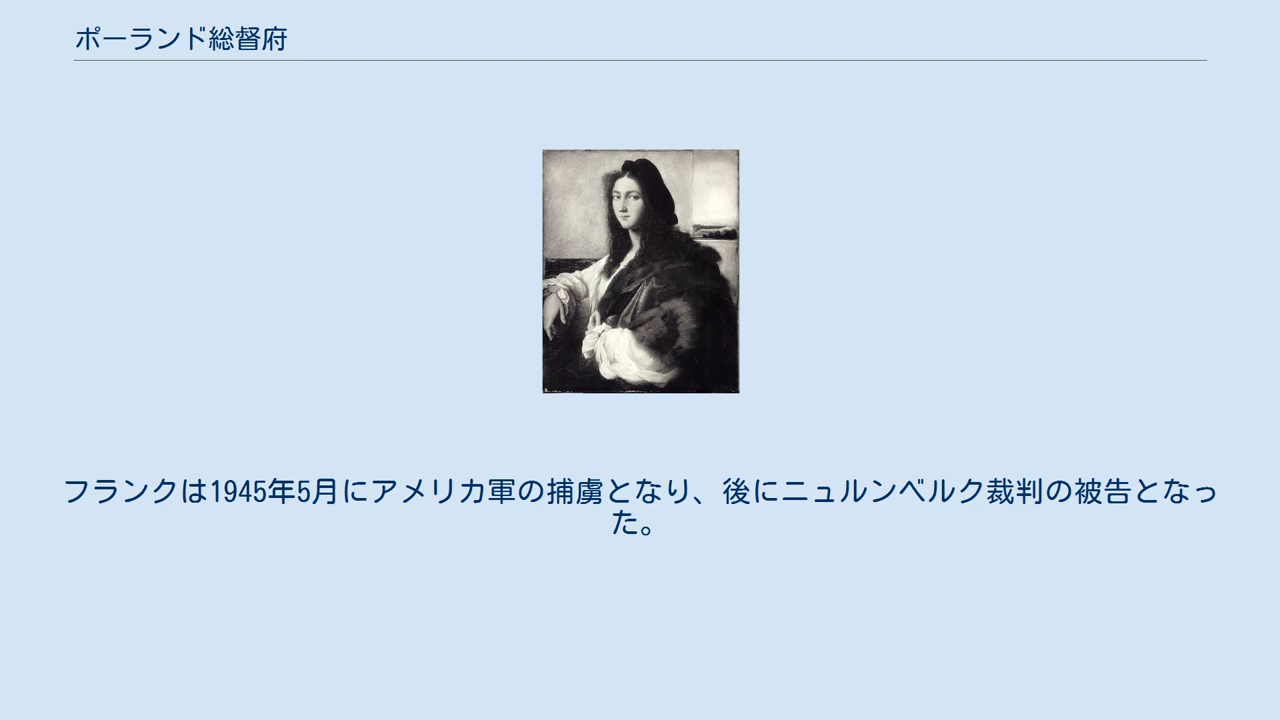 ポーランド総督府
フランクは1945年5月にアメリカ軍の捕虜となり、後にニュルンベルク裁判の被告となっ
た。